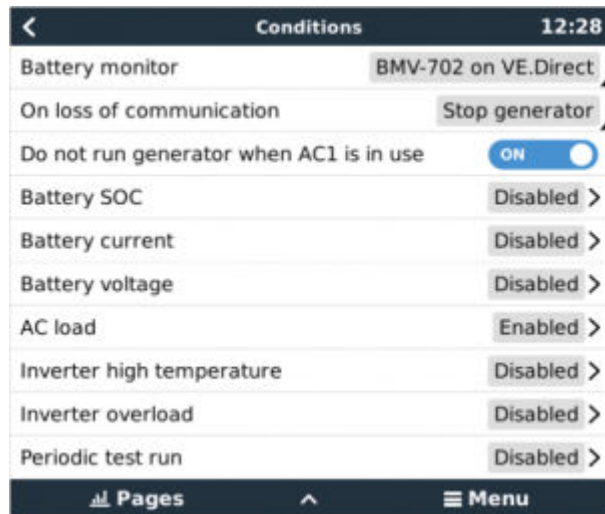 Conditions 12:28
Battery monitor BMV-702 on VE.Direct
On loss of communication Stop generator
Do not run generator when AC1 is in use ON
Battery SOC Disabled
Battery current Disabled
Battery voltage Disabled
AC load Enabled
Inverter high temperature Disabled
Inverter overload Disabled
Periodic test run Disabled
Pages Menu